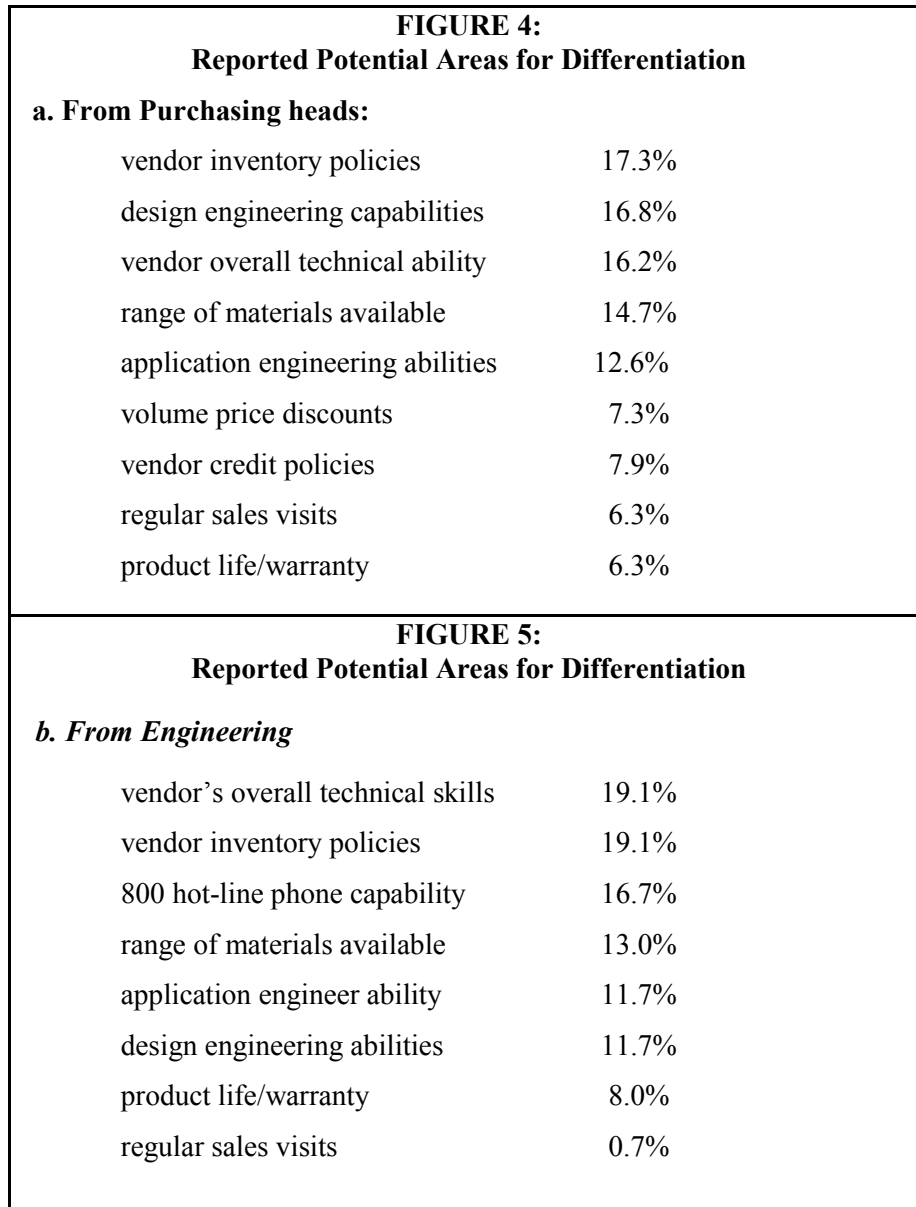 FIGURE 4:
Reported Potential Areas for Differentiation
a. From Purchasing heads:
vendor inventory policies 17.3%
design engineering capabilities 16.8%
vendor overall technical ability 16.2%
range of materials available 14.7%
application engineering abilities 12.6%
volume price discounts 7.3%
vendor credit policies 7.9%
regular sales visits 6.3%
product life/warranty 6.3%
FIGURE 5:
Reported Potential Areas for Differentiation
b. From Engineering
vendor’s overall technical skills 19.1%
vendor inventory policies 19.1%
800 hot-line phone capability 16.7%
range of materials available 13.0%
application engineer ability 11.7%
design engineering abilities 11.7%
product life/warranty 8.0%
regular sales visits 0.7%